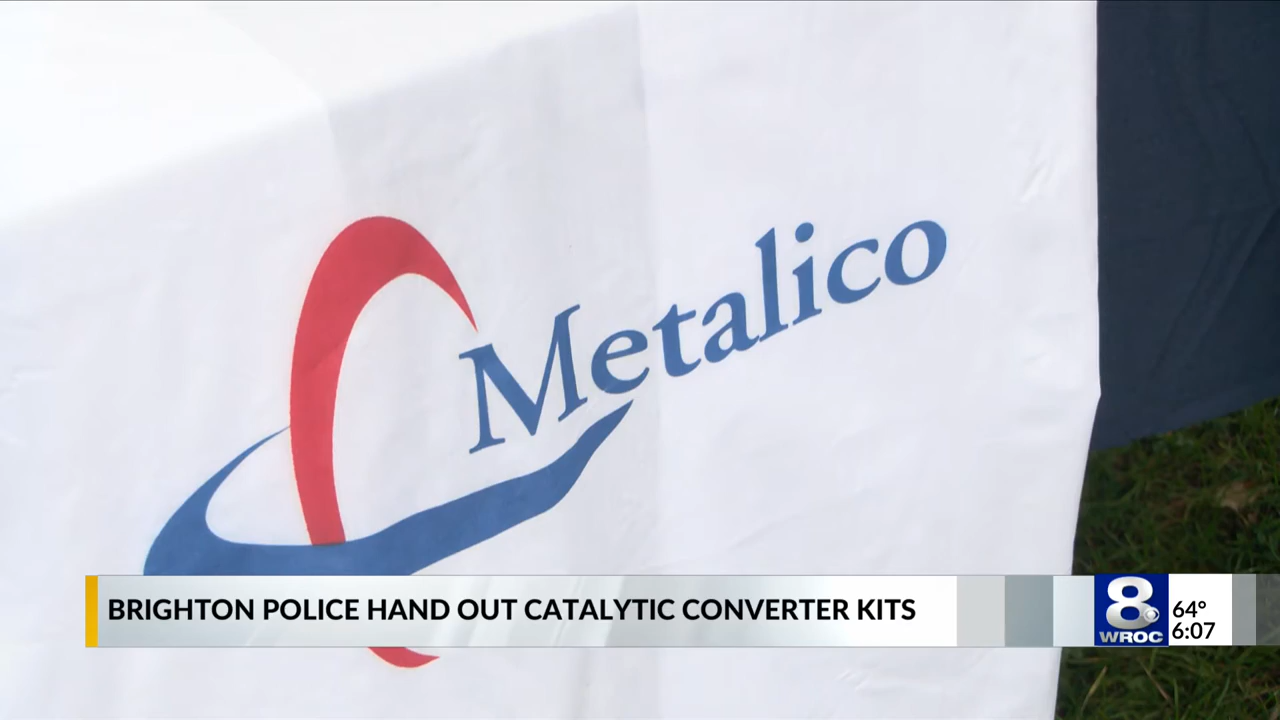 Metalico
BRIGHTON POLICE HAND OUT CATALYTIC CONVERTER KITS
8
WROC
64°
6:07